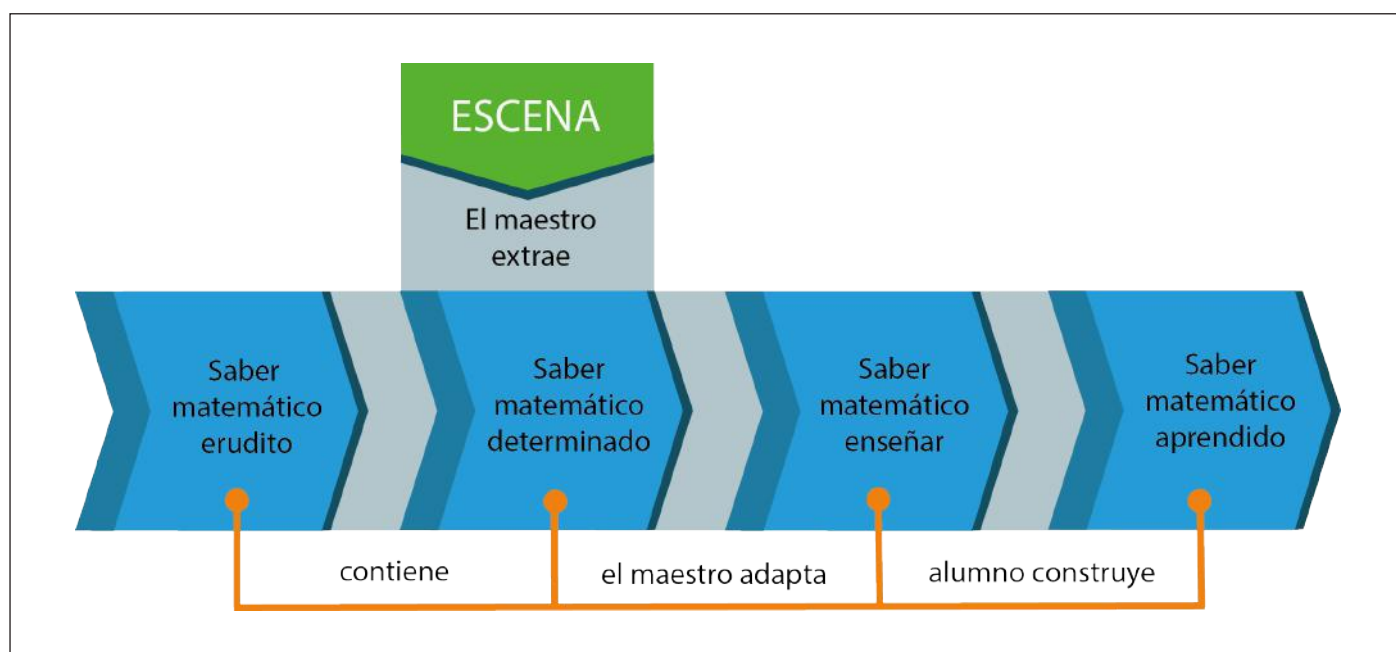 ESCENA
El maestro
extrae
Saber
matemático
erudito
Saber
matemático
determinado
Saber
matemático
enseñar
Saber
matemático
aprendido
contiene
el maestro adapta
alumno construye